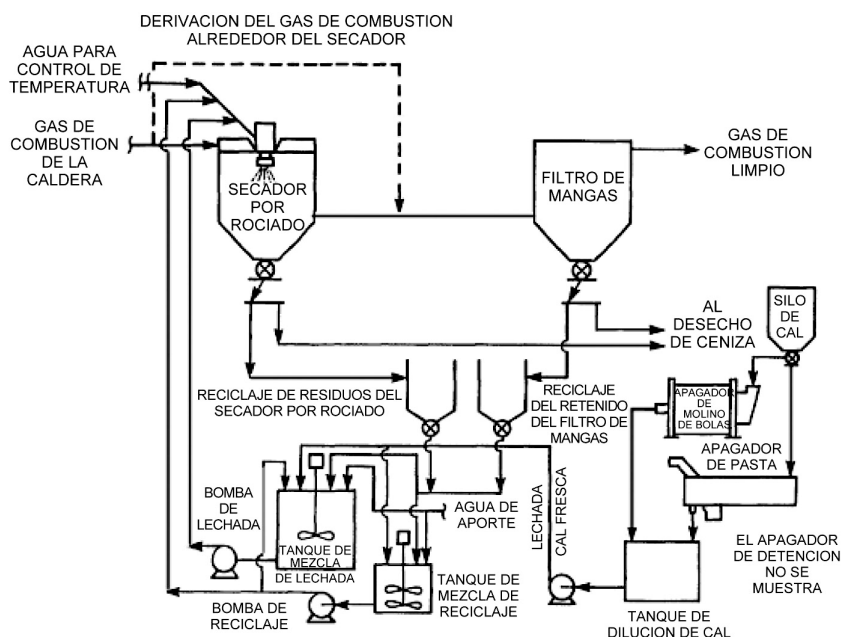 DERIVACION DEL GAS DE COMBUSTION
ALREDEDOR DEL SECADOR
AGUA PARA
CONTROL DE
TEMPERATURA
GAS DE
COMBUSTION
DE LA
CALDERA
SECADOR
POR
ROCIADO
FILTRO DE
MANGAS
GAS DE
COMBUSTION
LIMPIO
AL
DESECHO
DE CENIZA
SILO
DE
CAL
RECICLAJE DE RESIDUOS DEL
SECADOR POR ROCIADO
RECICLAJE
DEL RETENIDO
DEL FILTRO DE
MANGAS
APAGADOR
DE
MOLINO
DE BOLAS
APAGADOR
DE PASTA
BOMBA
DE
LECHADA
AGUA DE
APORTE
LECHADA
CAL FRESCA
TANQUE DE
MEZCLA
DE LECHADA
EL APAGADOR
DE DETENCION
NO SE
MUESTRA
BOMBA DE
RECICLAJE
TANQUE DE
MEZCLA DE
RECICLAJE
TANQUE DE
DILUCION DE CAL